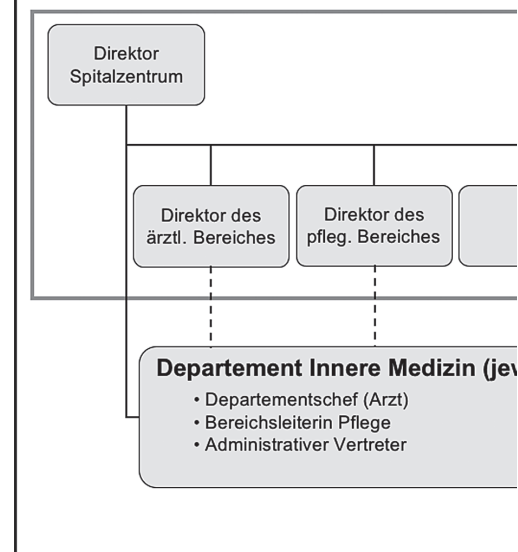 Direktor
Spitalzentrum
Direktor des
ärztl. Bereiches
Direktor des
pfleg. Bereiches
Departement Innere Medizin (jev
• Departementschef (Arzt)
• Bereichsleiterin Pflege
• Administrativer Vertreter